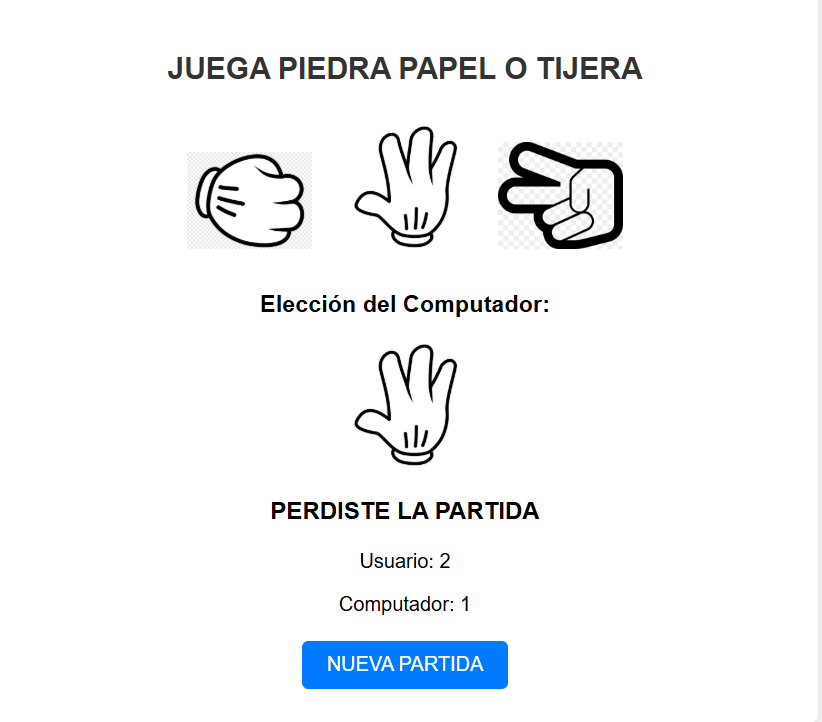 JUEGA PIEDRA PAPEL O TIJERA
Elección del Computador:
PERDISTE LA PARTIDA
Usuario: 2
Computador: 1
NUEVA PARTIDA